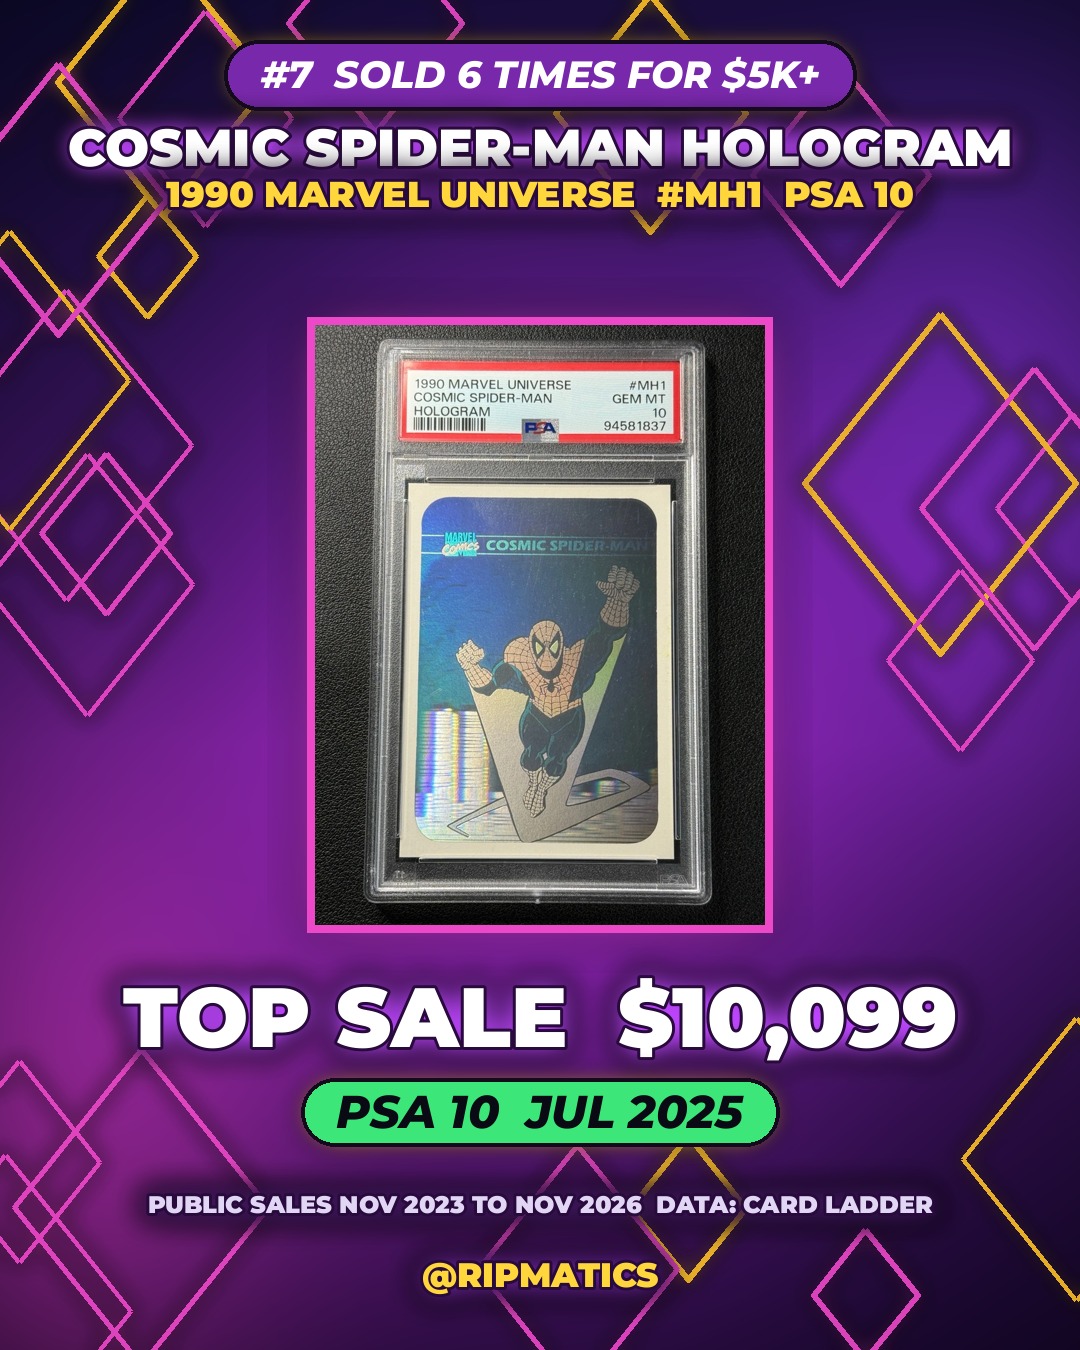 #7 SOLD 6 TIMES FOR $5K+
COSMIC SPIDER-MAN HOLOGRAM
1990 MARVEL UNIVERSE #MH1 PSA 10
1990 MARVEL UNIVERSE #MH1
COSMIC SPIDER-MAN GEM MT
HOLOGRAM 10
PSA 94581837
MARVEL
COMICS COSMIC SPIDER-MAN
TOP SALE $10,099
PSA 10 JUL 2025
PUBLIC SALES NOV 2023 TO NOV 2026 DATA: CARD LADDER
@RIPMATICS